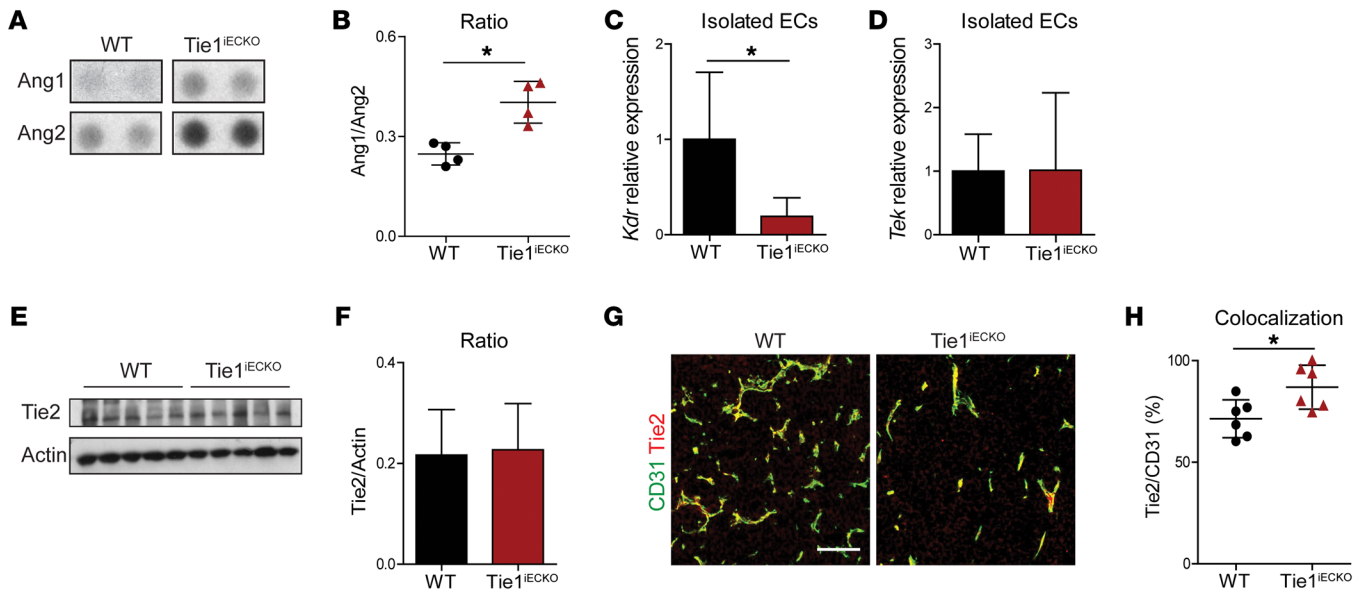 A
WT Tie1iECKO
Ang1
Ang2
B
Ratio
*
0.6
0.3
0.0
Ang1/Ang2
WT Tie1iECKO
C
Isolated ECs
*
2
1
0
Kdr relative expression
WT Tie1iECKO
D
Isolated ECs
3
2
1
0
Tek relative expression
WT Tie1iECKO
E
WT Tie1iECKO
Tie2
Actin
F
Ratio
0.4
0.2
0.0
Tie2/Actin
WT Tie1iECKO
G
WT Tie1iECKO
CD31 Tie2
H
Colocalization
*
100
50
0
Tie2/CD31 (%)
WT Tie1iECKO